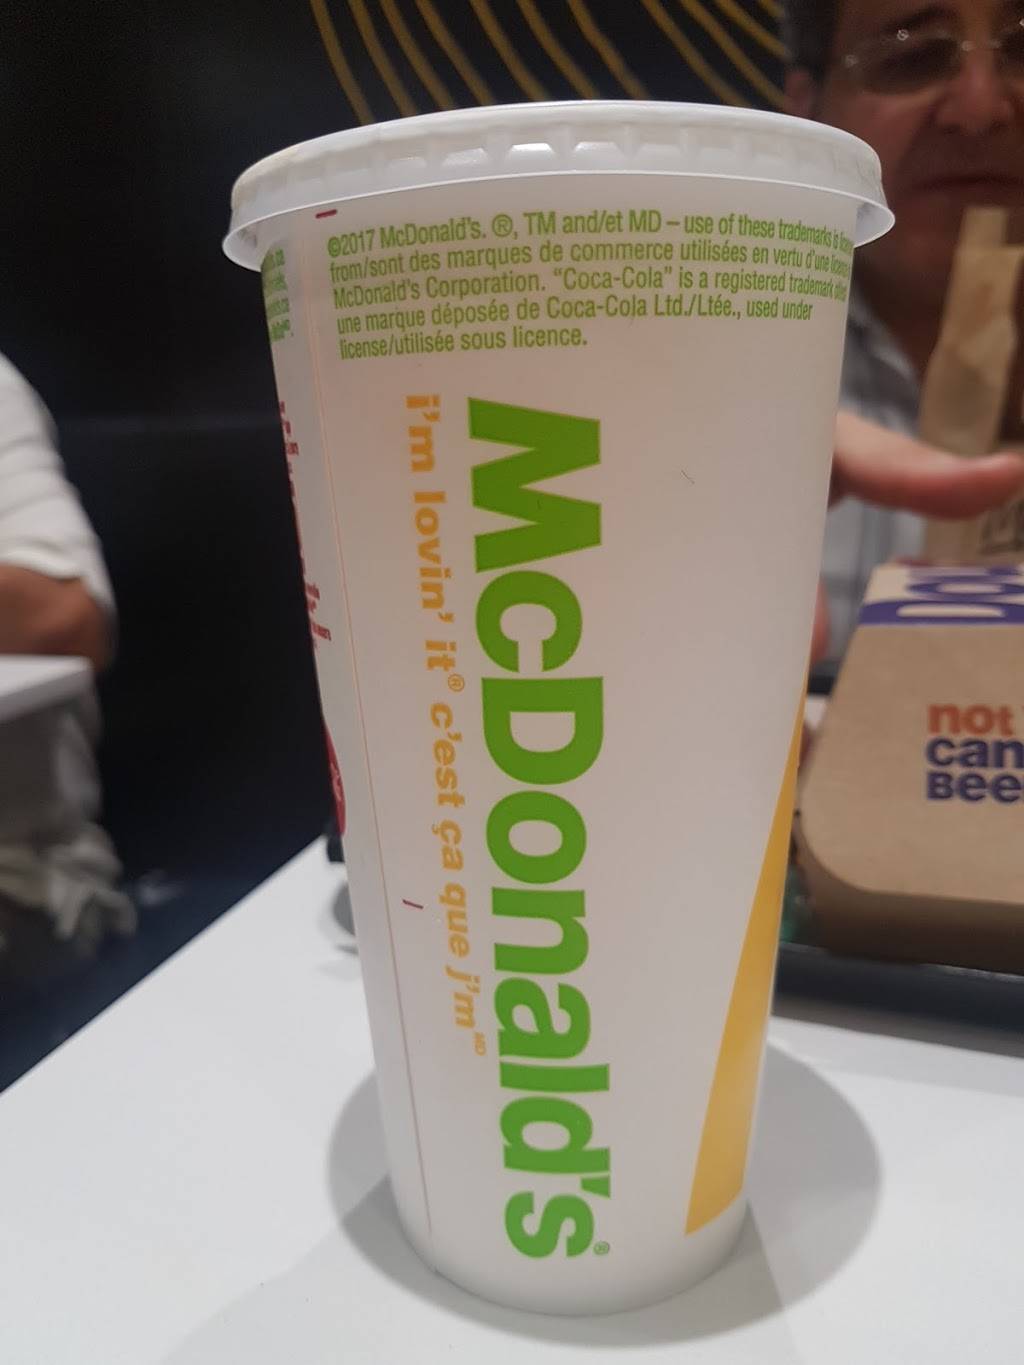 ©2017 McDonald's. ®, TM and/et MD – use of these trademarks is
from/sont des marques de commerce utilisées en vertu d'une
McDonald's Corporation. "Coca-Cola" is a registered trademark
une marque déposée de Coca-Cola Ltd./Ltée., used under
license/utilisée sous licence.
McDonald's®
i'm lovin' it® c'est ça que j'm MD
not
can
Bee